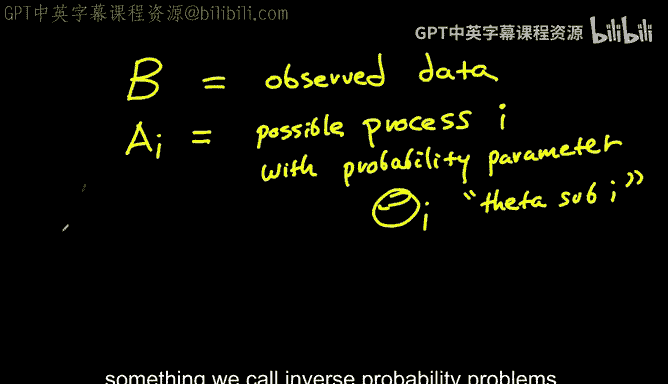 GPT中英字幕课程资源@bilibili.com
GPT中英字幕课程资源 bilibili
B = observed data
Ai = possible process i
with probability parameter
θi "theta sub i"
something we call inverse probability problems